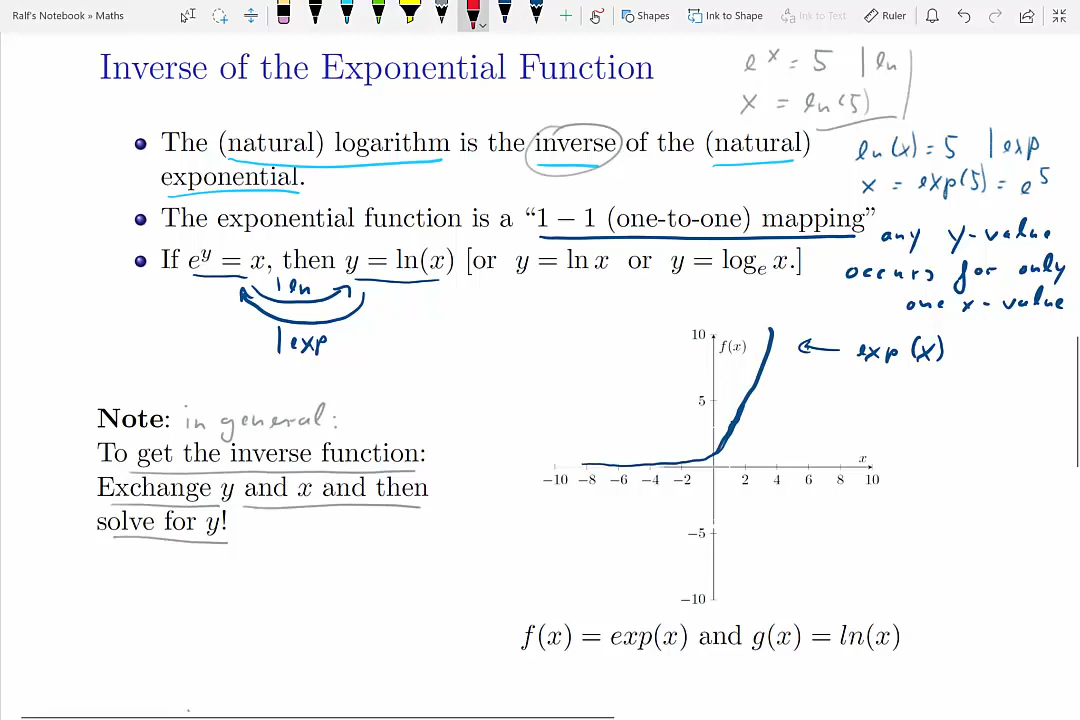 Ralf's Notebook » Maths
Shapes
Ink to Shape
Ink to Text
Ruler
Inverse of the Exponential Function
e^x = 5 | ln
x = ln(5)
The (natural) logarithm is the inverse of the (natural)
exponential.
ln(x) = 5 | exp
x = exp(5) = e^5
The exponential function is a “1 − 1 (one-to-one) mapping”
any y-value
occurs for only
one x-value
If e^y = x, then y = ln(x) [or y = ln x or y = log_e x.]
| ln
| exp
Note: in general:
To get the inverse function:
Exchange y and x and then
solve for y!
10
f(x)
← exp(x)
5
x
−10 −8 −6 −4 −2 2 4 6 8 10
−5
−10
f(x) = exp(x) and g(x) = ln(x)